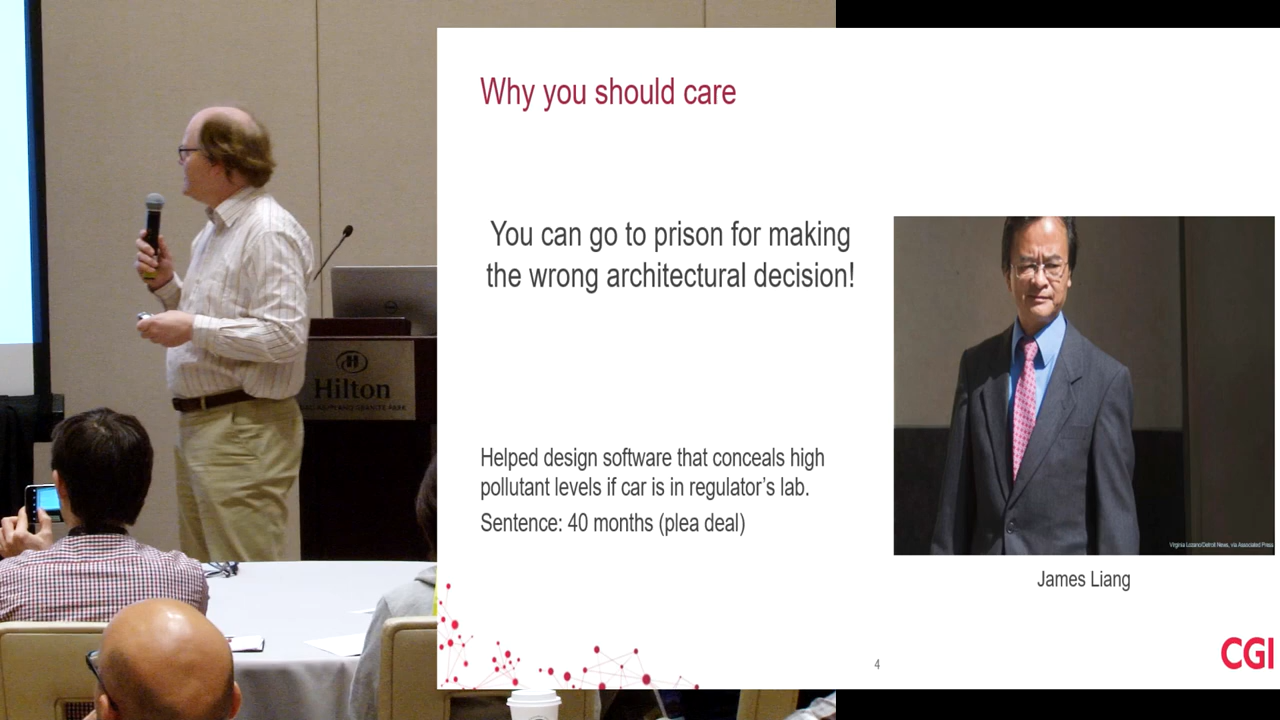 Why you should care
You can go to prison for making
the wrong architectural decision!
Helped design software that conceals high
pollutant levels if car is in regulator's lab.
Sentence: 40 months (plea deal)
James Liang
4
CGI
Hilton